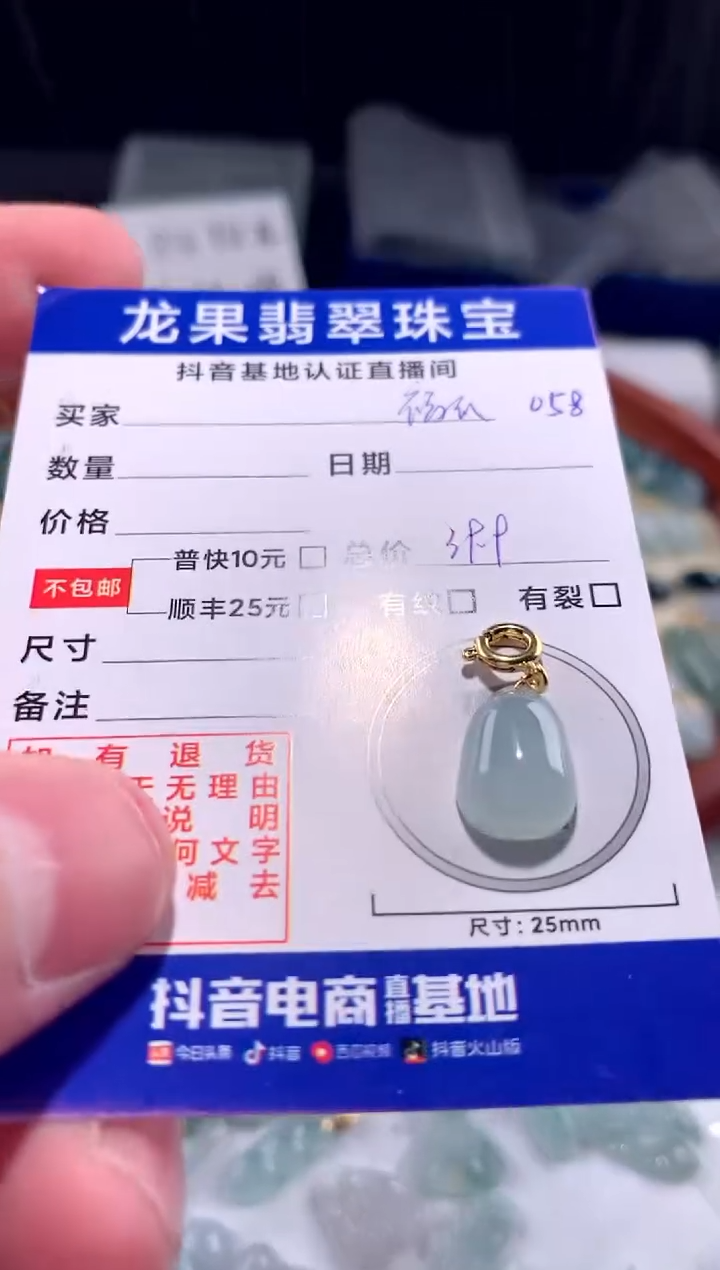 龙果翡翠珠宝
抖音基地认证直播间
买家 058
数量 日期
价格
普快10元 总价
不包邮
顺丰25元 有纹 有裂
尺寸
备注
如有退货
无理由
说明
何文字
减去
尺寸：25mm
抖音电商直播基地
今日头条 抖音 西瓜视频 抖音火山版